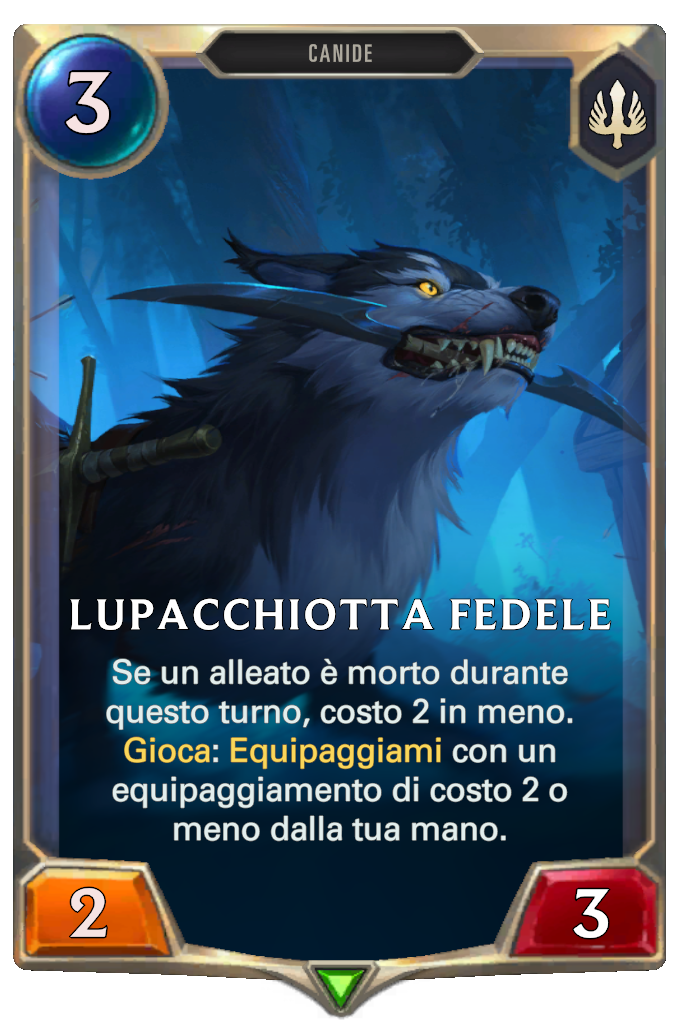 CANIDE
3
LUPACCHIOTTA FEDELE
Se un alleato è morto durante
questo turno, costo 2 in meno.
Gioca: Equipaggiami con un
equipaggiamento di costo 2 o
meno dalla tua mano.
2
3